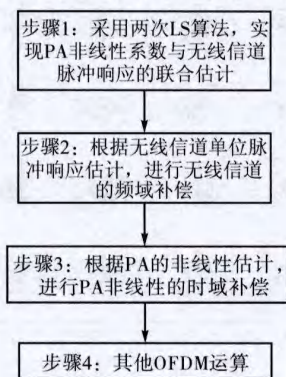 步骤1：采用两次LS算法，实
现PA非线性系数与无线信道
脉冲响应的联合估计
步骤2：根据无线信道单位脉
冲响应估计，进行无线信道
的频域补偿
步骤3：根据PA的非线性估计，
进行PA非线性的时域补偿
步骤4：其他OFDM运算